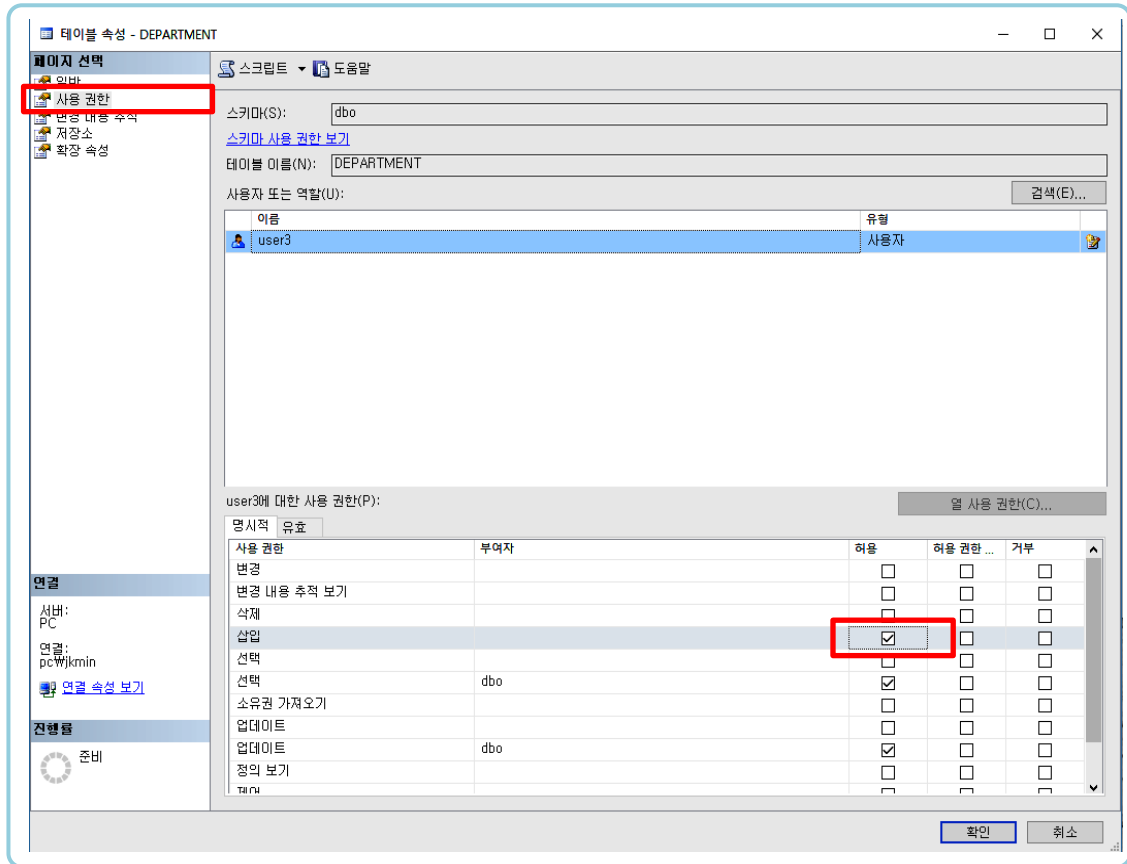 테이블 속성 - DEPARTMENT
페이지 선택
일반
사용 권한
변경 내용 추적
저장소
확장 속성
스크립트
도움말
스키마(S): dbo
스키마 사용 권한 보기
테이블 이름(N): DEPARTMENT
사용자 또는 역할(U): 검색(E)...
이름 유형
user3 사용자
user3에 대한 사용 권한(P): 열 사용 권한(C)...
명시적 유효
사용 권한 부여자 허용 허용 권한 ... 거부
변경
변경 내용 추적 보기
삭제
삽입
선택
선택 dbo
소유권 가져오기
업데이트
업데이트 dbo
정의 보기
제어
연결
서버:
PC
연결:
pc₩jkmin
연결 속성 보기
진행률
준비
확인 취소